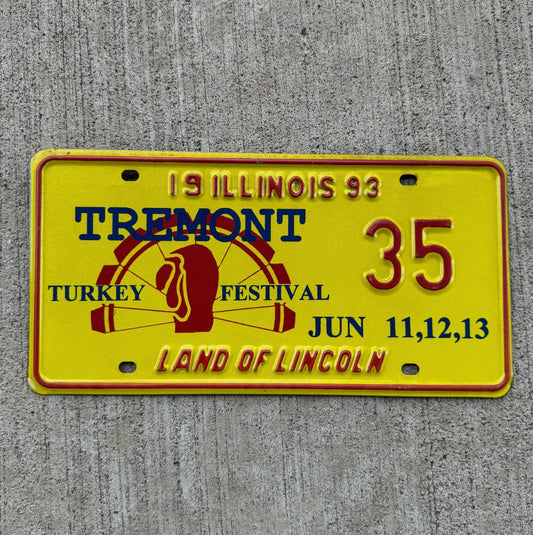 19 ILLINOIS 93
TREMONT
35
TURKEY FESTIVAL
JUN 11,12,13
LAND OF LINCOLN